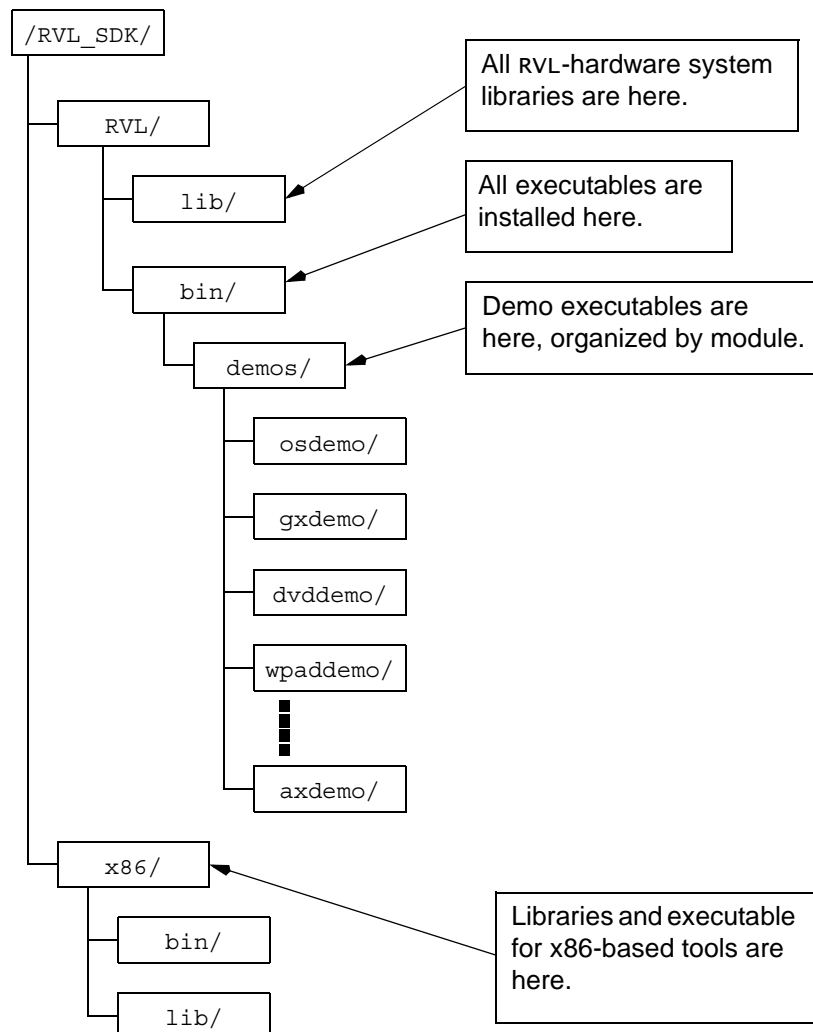 /RVL_SDK/
All RVL-hardware system
libraries are here.
RVL/
lib/
All executables are
installed here.
bin/
Demo executables are
here, organized by module.
demos/
osdemo/
gxdemo/
dvddemo/
wpaddemo/
axdemo/
x86/
Libraries and executable
for x86-based tools are
here.
bin/
lib/